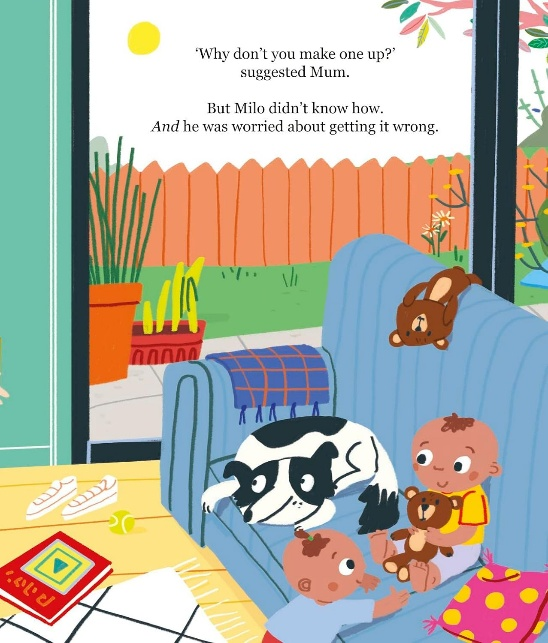 ‘Why don’t you make one up?’
suggested Mum.
But Milo didn’t know how.
And he was worried about getting it wrong.